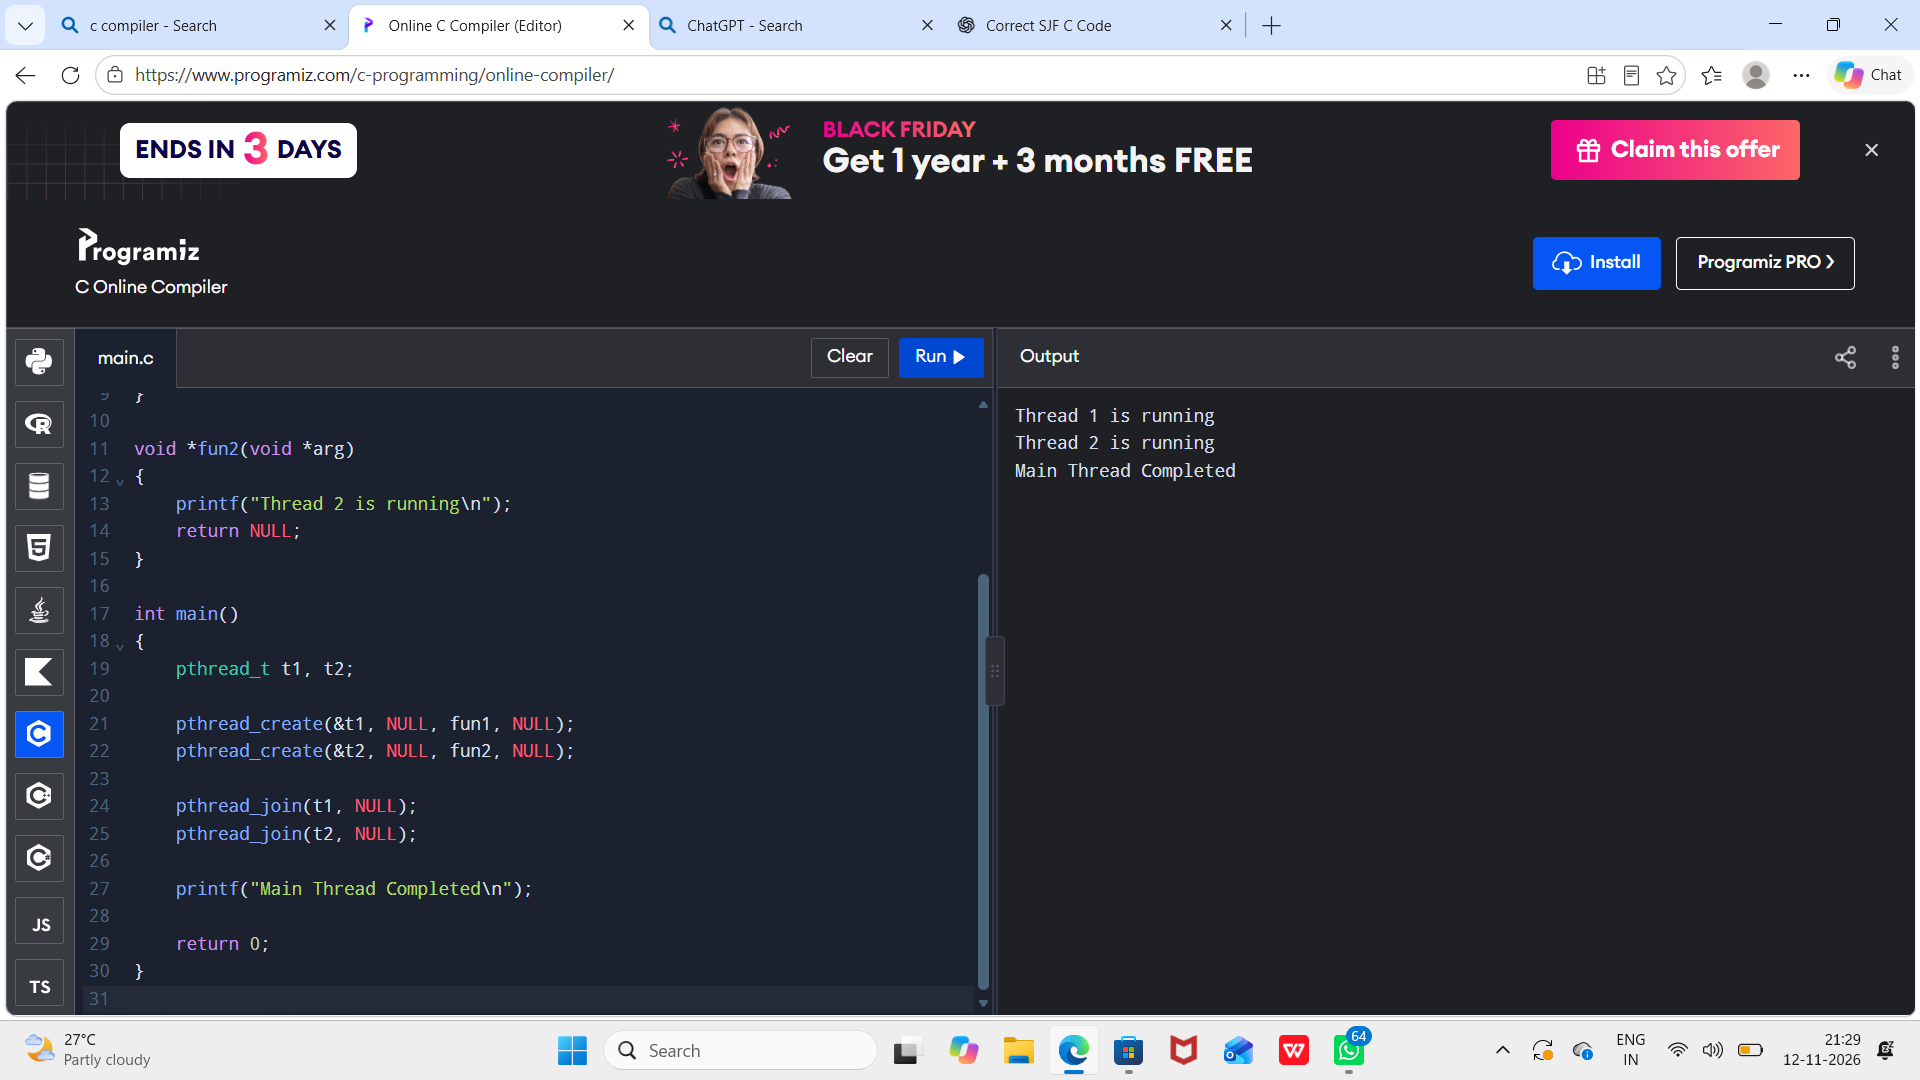 c compiler - Search
Online C Compiler (Editor)
ChatGPT - Search
Correct SJF C Code
https://www.programiz.com/c-programming/online-compiler/
Chat
ENDS IN 3 DAYS
BLACK FRIDAY
Get 1 year + 3 months FREE
Claim this offer
Programiz
C Online Compiler
Install
Programiz PRO
main.c
Clear
Run
Output
9 }
10
11 void *fun2(void *arg)
12 {
13     printf("Thread 2 is running\n");
14     return NULL;
15 }
16
17 int main()
18 {
19     pthread_t t1, t2;
20
21     pthread_create(&t1, NULL, fun1, NULL);
22     pthread_create(&t2, NULL, fun2, NULL);
23
24     pthread_join(t1, NULL);
25     pthread_join(t2, NULL);
26
27     printf("Main Thread Completed\n");
28
29     return 0;
30 }
31
Thread 1 is running
Thread 2 is running
Main Thread Completed
R
5
C
C
C
JS
TS
27°C
Partly cloudy
Search
W
64
ENG
IN
21:29
12-11-2026